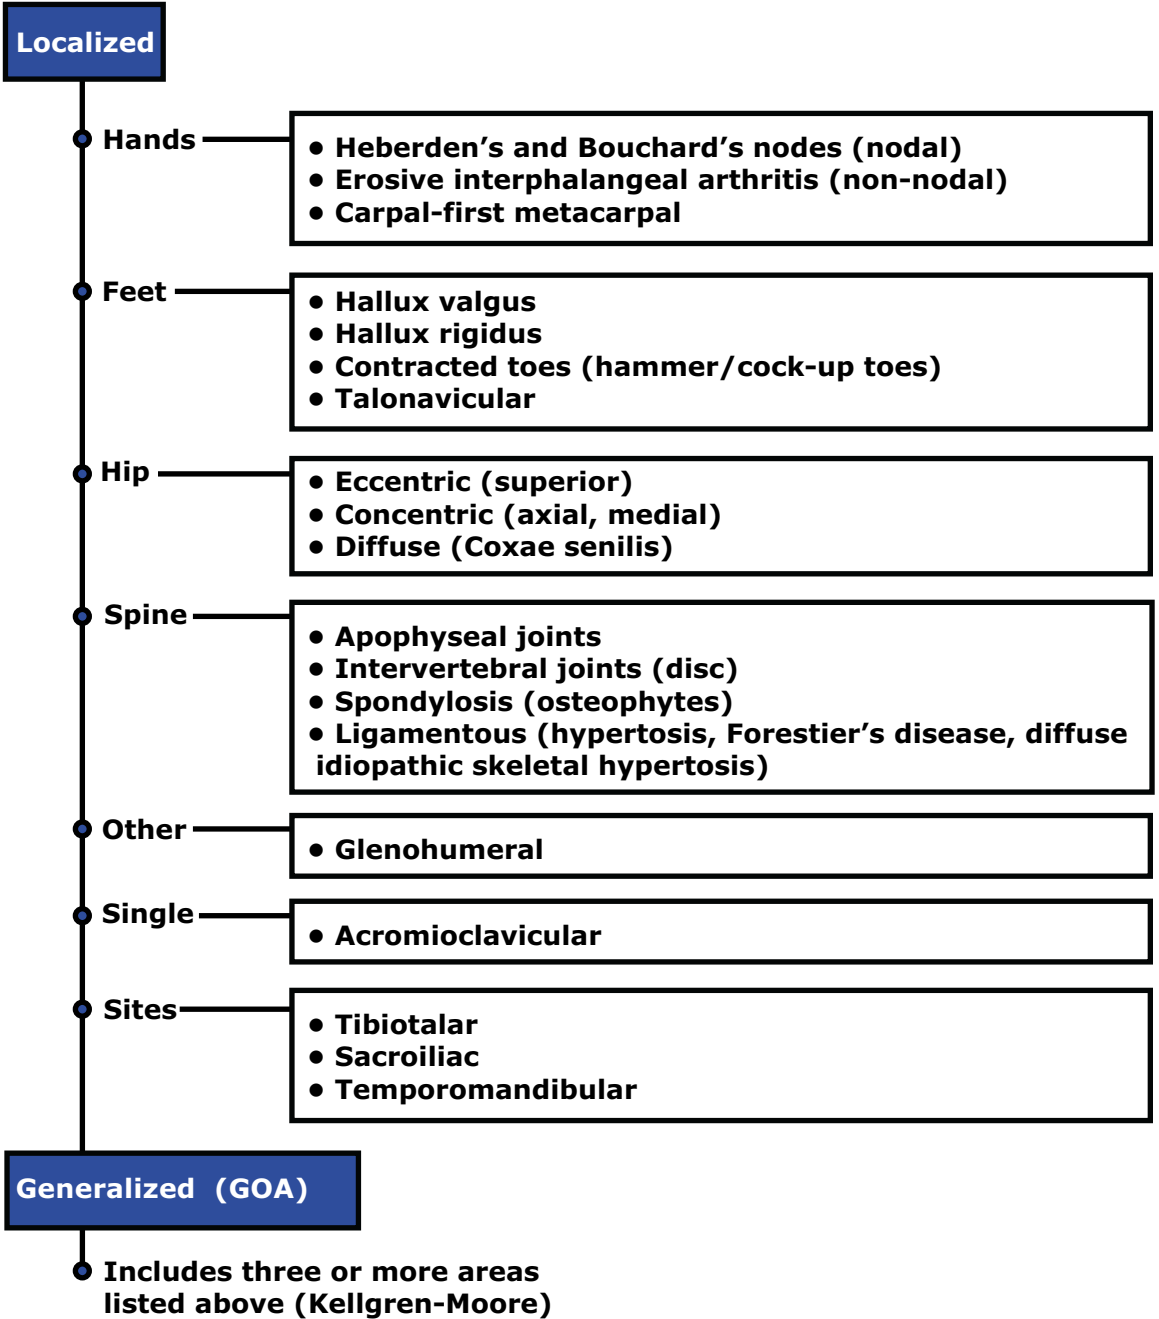 Localized
Hands
• Heberden’s and Bouchard’s nodes (nodal)
• Erosive interphalangeal arthritis (non-nodal)
• Carpal-first metacarpal
Feet
• Hallux valgus
• Hallux rigidus
• Contracted toes (hammer/cock-up toes)
• Talonavicular
Hip
• Eccentric (superior)
• Concentric (axial, medial)
• Diffuse (Coxae senilis)
Spine
• Apophyseal joints
• Intervertebral joints (disc)
• Spondylosis (osteophytes)
• Ligamentous (hypertosis, Forestier’s disease, diffuse
idiopathic skeletal hypertosis)
Other
• Glenohumeral
Single
• Acromioclavicular
Sites
• Tibiotalar
• Sacroiliac
• Temporomandibular
Generalized (GOA)
Includes three or more areas
listed above (Kellgren-Moore)